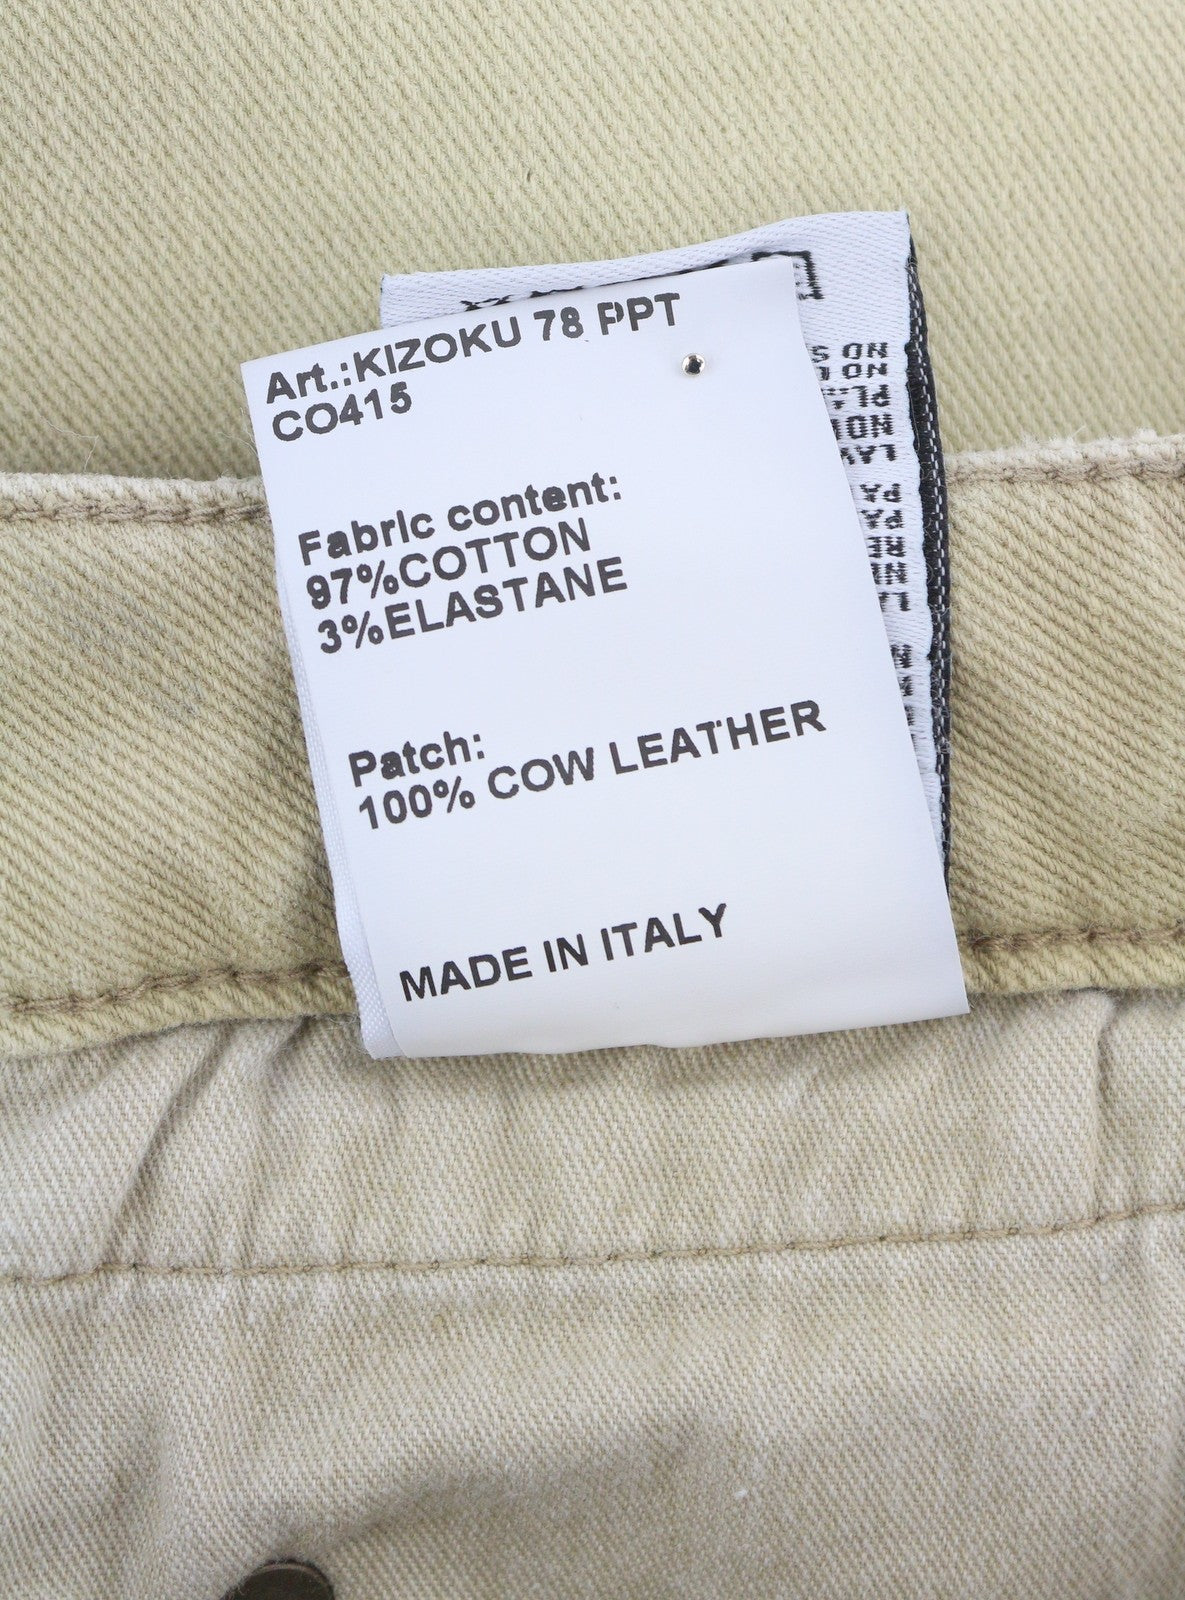 Art.:KIZOKU 78 PPT
CO415
Fabric content:
97%COTTON
3%ELASTANE
Patch:
100% COW LEATHER
MADE IN ITALY